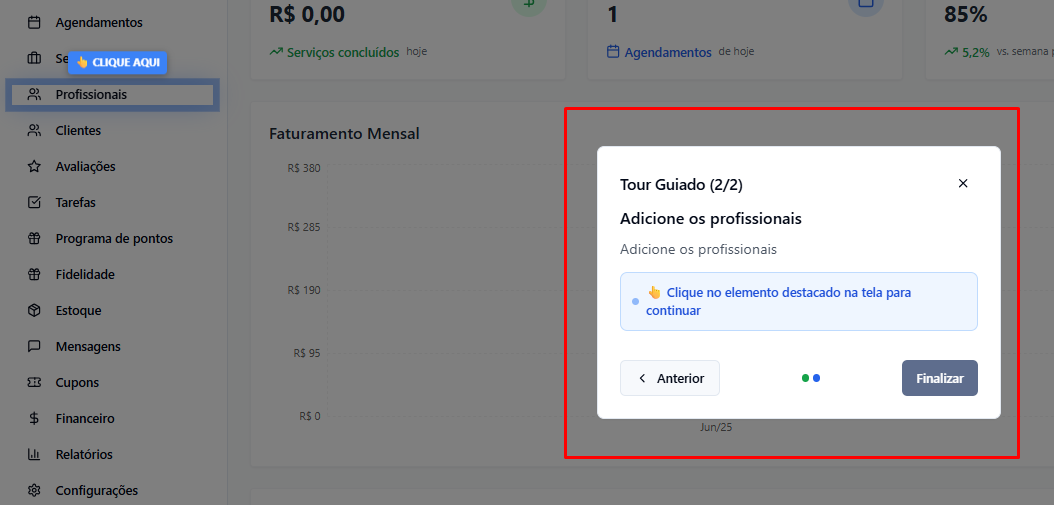 Agendamentos
Se
👆 CLIQUE AQUI
Profissionais
Clientes
Avaliações
Tarefas
Programa de pontos
Fidelidade
Estoque
Mensagens
Cupons
Financeiro
Relatórios
Configurações
R$ 0,00
Serviços concluídos hoje
1
Agendamentos de hoje
85%
5,2% vs. semana
Faturamento Mensal
R$ 380
R$ 285
R$ 190
R$ 95
R$ 0
Jun/25
Tour Guiado (2/2)
Adicione os profissionais
Adicione os profissionais
👆 Clique no elemento destacado na tela para
continuar
Anterior
Finalizar